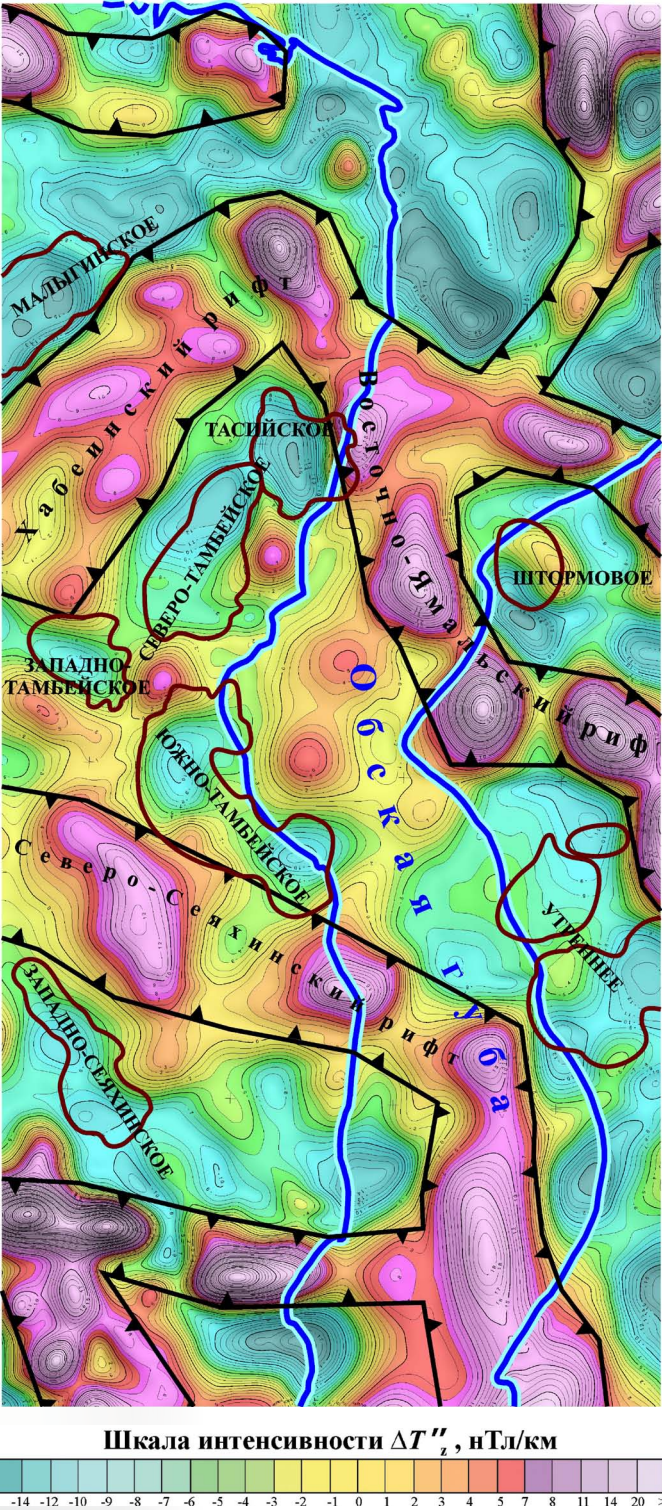 МАЛЫГИНСКОЕ
Хабеинский рифт
ТАСИЙСКОЕ
Восточно-Ямальский риф
СЕВЕРО-ТАМБЕЙСКОЕ
ШТОРМОВОЕ
ЗАПАДНО-
ТАМБЕЙСКОЕ
Обская губа
ЮЖНО-ТАМБЕЙСКОЕ
Северо-Сеяхинский рифт
УТРЕННЕЕ
ЗАПАДНО-СЕЯХИНСКОЕ
Шкала интенсивности ΔT″z, нТл/км
-14 -12 -10 -9 -8 -7 -6 -5 -4 -3 -2 -1 0 1 2 3 4 5 7 8 11 14 20